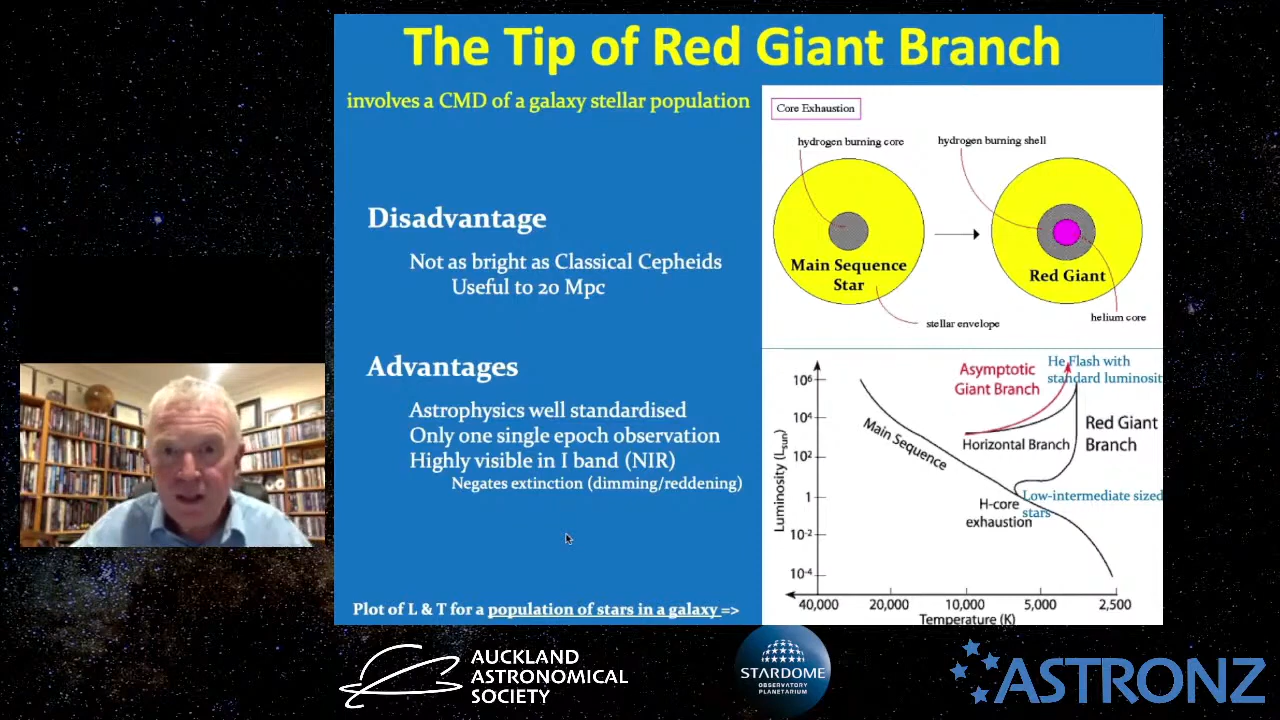 The Tip of Red Giant Branch
involves a CMD of a galaxy stellar population
Disadvantage
Not as bright as Classical Cepheids
Useful to 20 Mpc
Advantages
Astrophysics well standardised
Only one single epoch observation
Highly visible in I band (NIR)
Negates extinction (dimming/reddening)
Plot of L & T for a population of stars in a galaxy =>
Core Exhaustion
hydrogen burning core
hydrogen burning shell
Main Sequence
Star
Red Giant
stellar envelope
helium core
Asymptotic
Giant Branch
He Flash with
standard luminosit
Red Giant
Branch
Horizontal Branch
Main Sequence
H-core
exhaustion
Low-intermediate sized
stars
Luminosity (Lsun)
10⁶
10⁴
10²
1
10⁻²
10⁻⁴
40,000
20,000
10,000
5,000
2,500
Temperature (K)
AUCKLAND
ASTRONOMICAL
SOCIETY
STARDOME
OBSERVATORY
PLANETARIUM
ASTRONZ